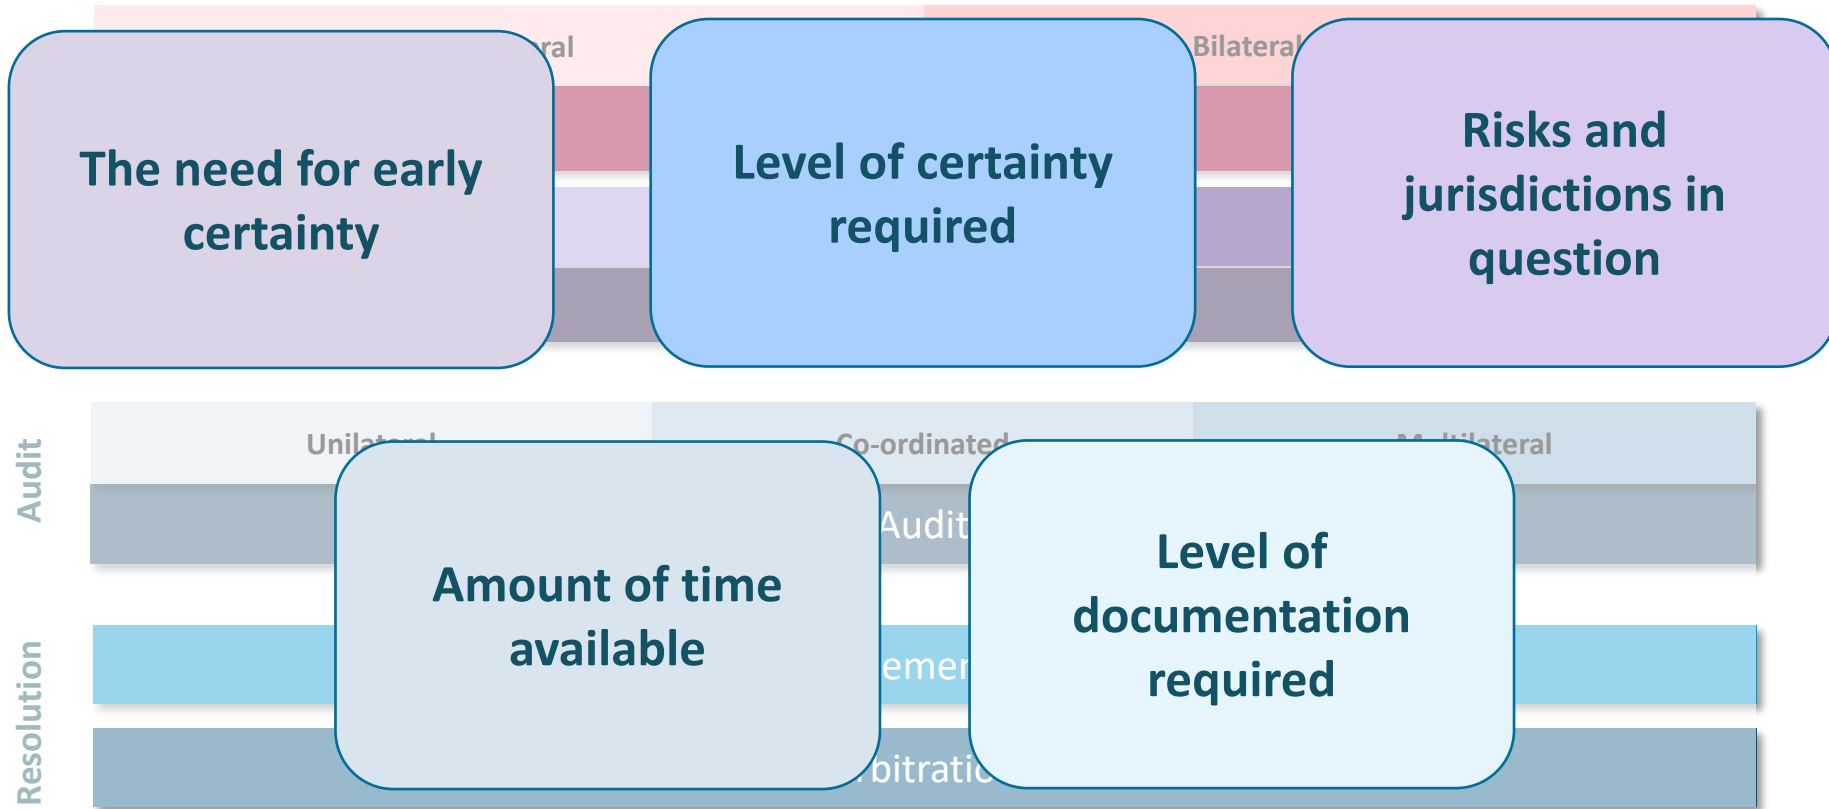 Bilateral
The need for early
certainty
Level of certainty
required
Risks and
jurisdictions in
question
Audit
Co-ordinated
Audit
Amount of time
available
Level of
documentation
required
Resolution